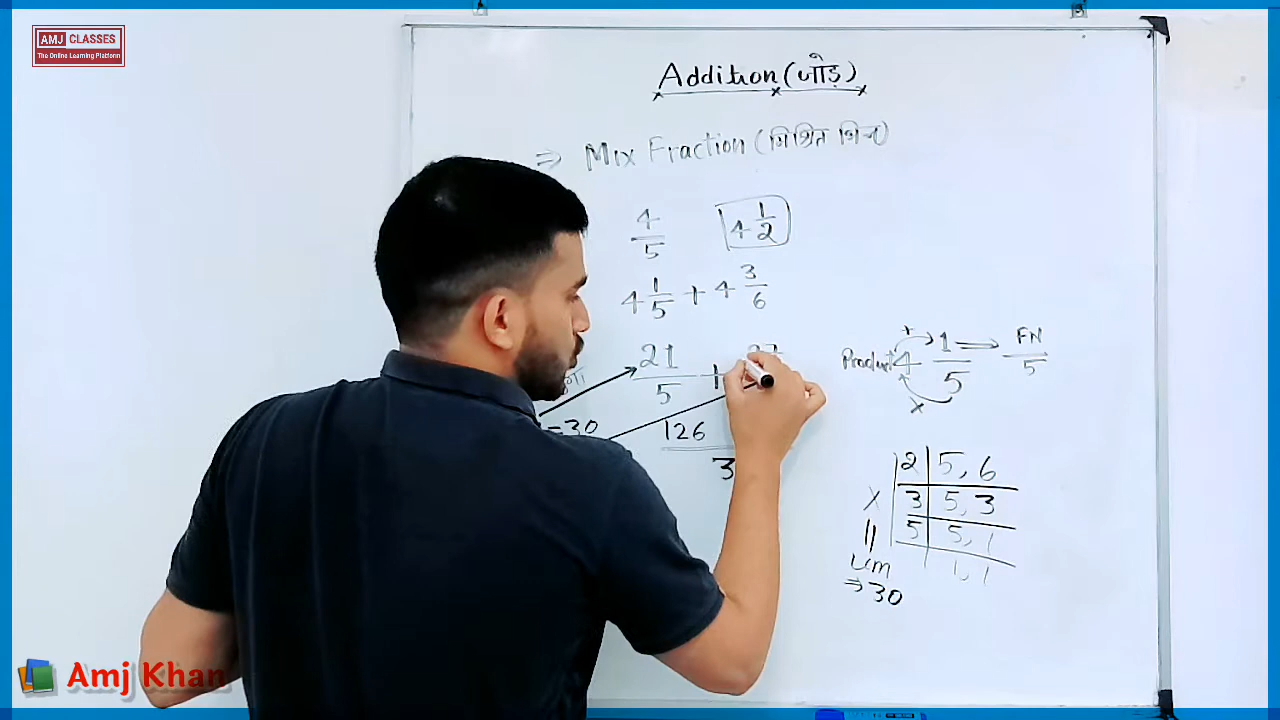 AMJ CLASSES
The Online Learning Platform
Addition (जोड़)
⇒ Mix Fraction (मिश्रित भिन्न)
4/5 4 1/2
4 1/5 + 4 3/6
21/5 +
=30
126
3
Product 4 1/5 ⇒ FN/5
+
×
2 | 5, 6
× 3 | 5, 3
|| 5 | 5, 1
Lcm | 1, 1
⇒ 30
Amj Khan